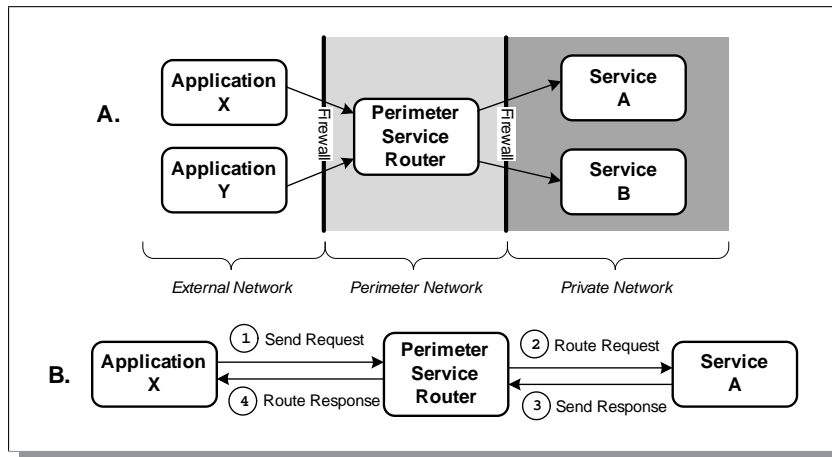 A.
Application
X
Application
Y
Firewall
Perimeter
Service
Router
Firewall
Service
A
Service
B
External Network
Perimeter Network
Private Network
B.
Application
X
1 Send Request
4 Route Response
Perimeter
Service
Router
2 Route Request
3 Send Response
Service
A